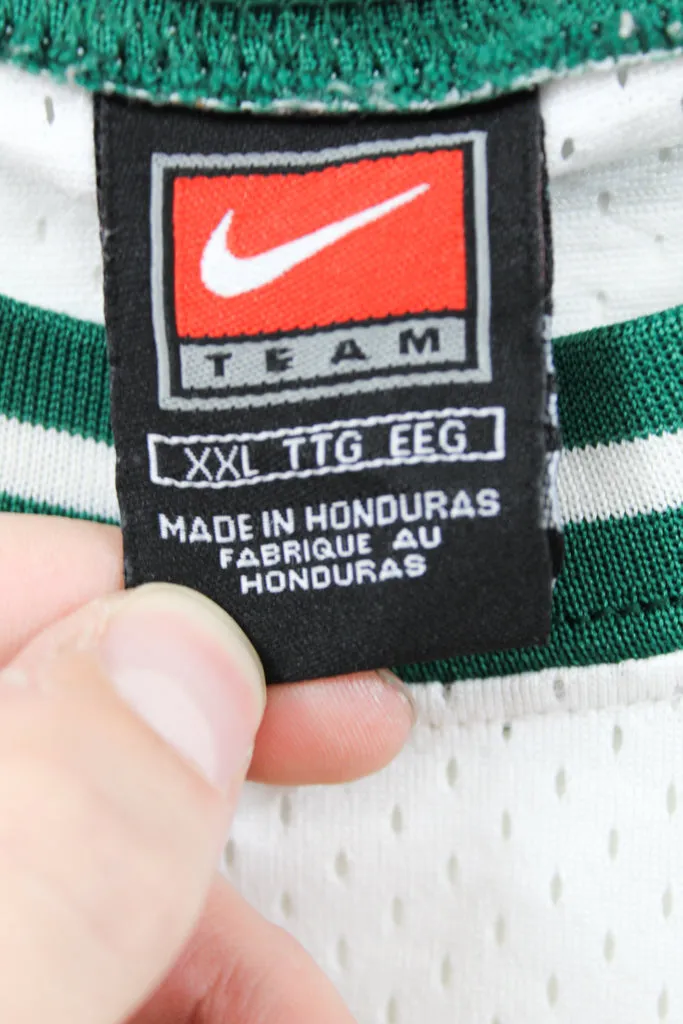 TEAM
XXL TTG EEG
MADE IN HONDURAS
FABRIQUE AU
HONDURAS